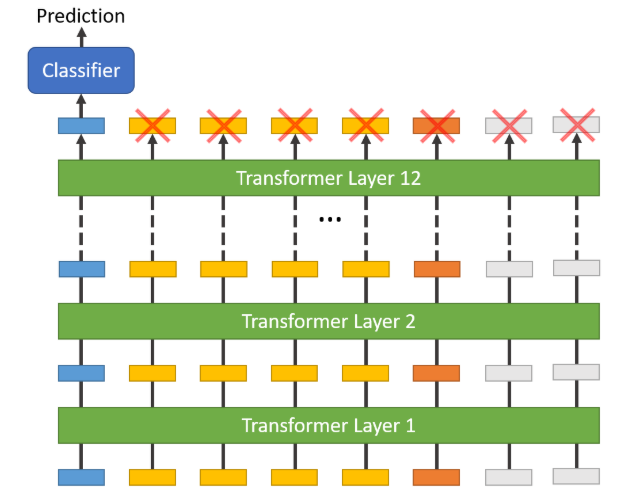 Prediction
Classifier
Transformer Layer 12
...
Transformer Layer 2
Transformer Layer 1